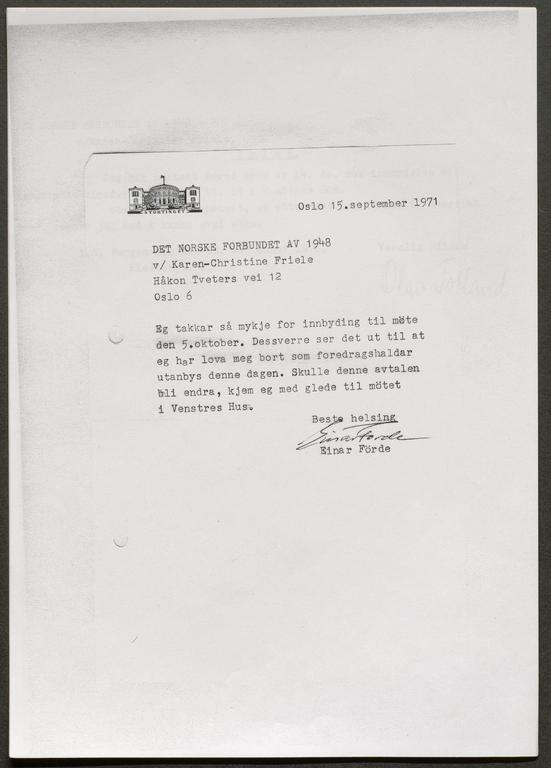 STORTINGET
Oslo 15.september 1971
DET NORSKE FORBUNDET AV 1948
v/ Karen-Christine Friele
Håkon Tveters vei 12
Oslo 6
Eg takkar så mykje for innbyding til møte
den 5.oktober. Dessverre ser det ut til at
eg har lova meg bort som foredragshaldar
utanbys denne dagen. Skulle denne avtalen
bli endra, kjem eg med glede til mötet
i Venstres Hus.
Beste helsing
Einar Förde
Einar Förde